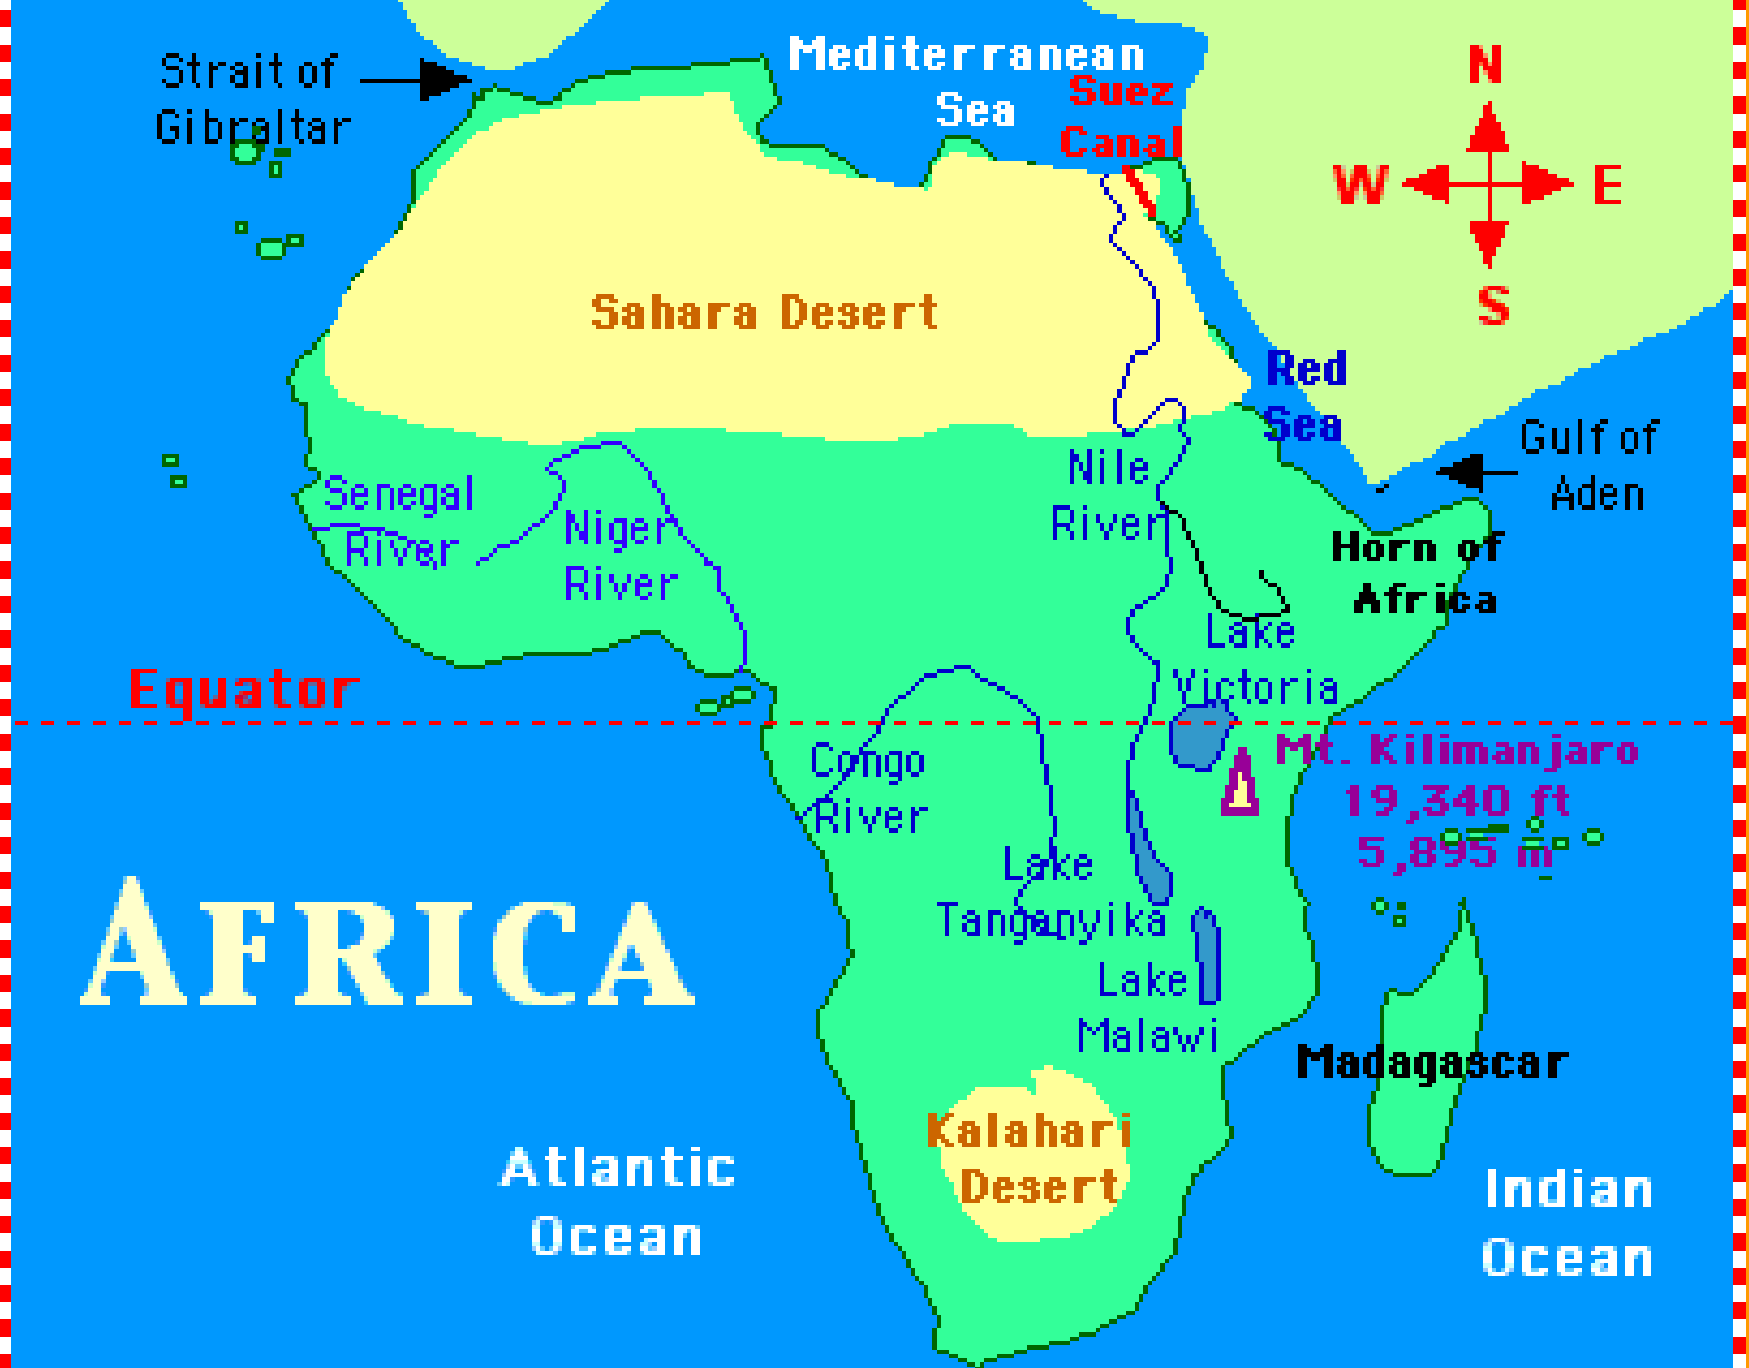 Strait of
Gibraltar
Mediterranean
Sea
Suez
Canal
N
W
E
S
Sahara Desert
Red
Sea
Gulf of
Aden
Senegal
River
Niger
River
Nile
River
Horn of
Africa
Lake
Victoria
Equator
Congo
River
Mt. Kilimanjaro
19,340 ft
5,895 m
Lake
Tanganyika
AFRICA
Lake
Malawi
Madagascar
Kalahari
Desert
Atlantic
Ocean
Indian
Ocean